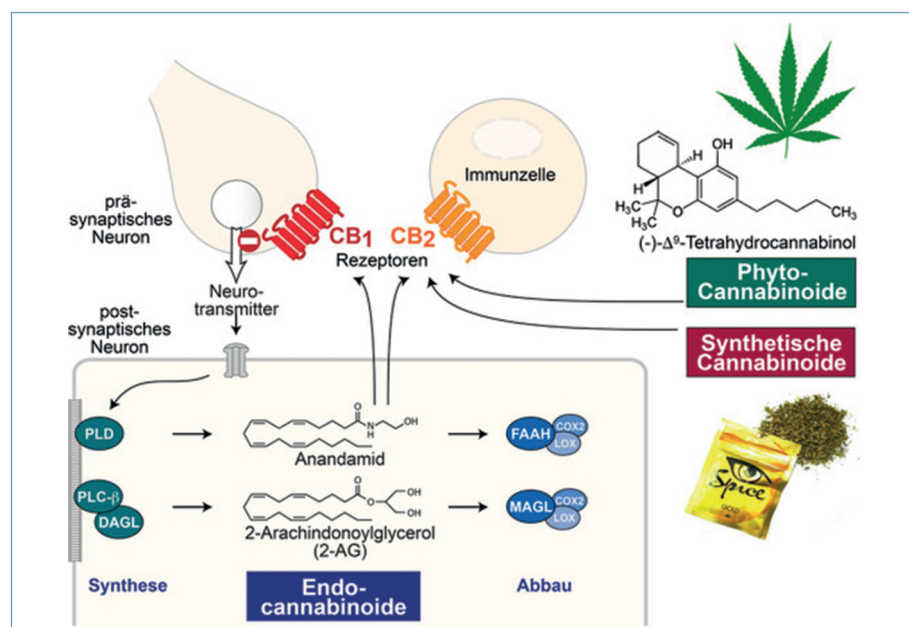 prä-
synaptisches
Neuron
Immunzelle
CB1 CB2
Rezeptoren
Neuro-
transmitter
post-
synaptisches
Neuron
H
OH
H
H3C
H3C
O
CH3
(-)-Δ9-Tetrahydrocannabinol
Phyto-
Cannabinoide
Synthetische
Cannabinoide
Spice
GOLD
PLD
O
N
H
OH
CH3
Anandamid
FAAH
COX2
LOX
PLC-β
DAGL
O
O
OH
OH
CH3
2-Arachindonoylglycerol
(2-AG)
MAGL
COX2
LOX
Synthese
Endo-
cannabinoide
Abbau